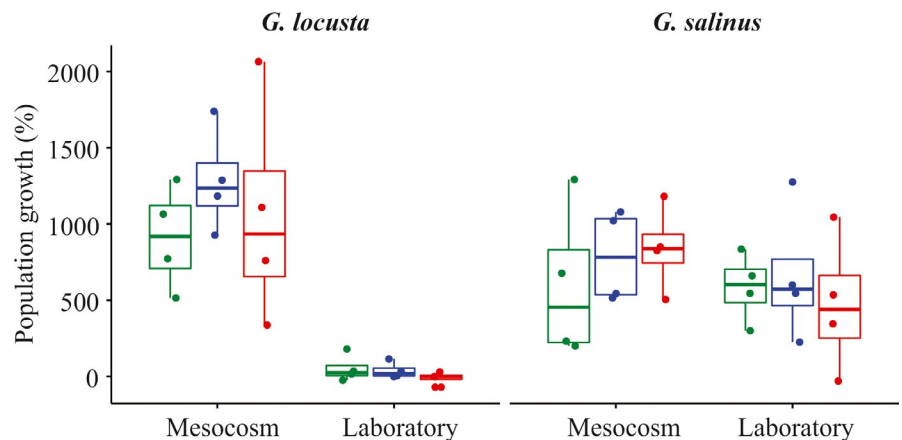 G. locusta
G. salinus
Population growth (%)
2000
1500
1000
500
0
Mesocosm
Laboratory
Mesocosm
Laboratory